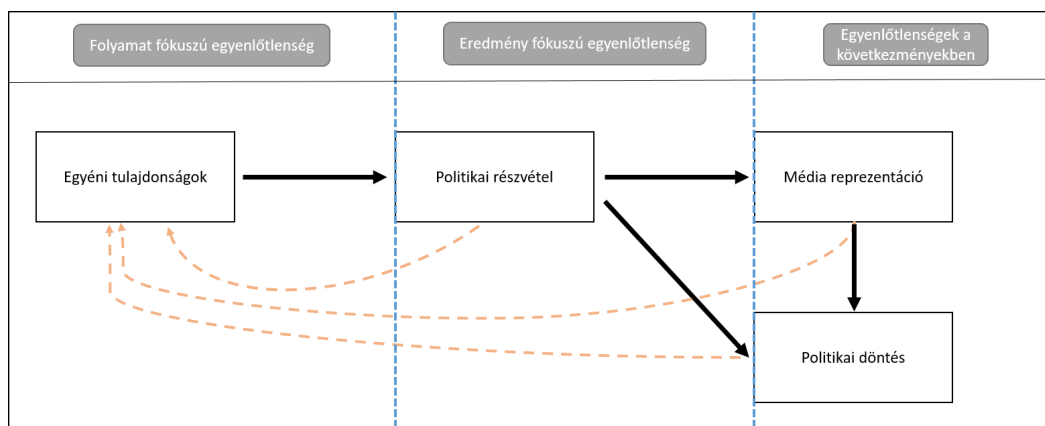 Folyamat fókuszú egyenlőtlenség
Eredmény fókuszú egyenlőtlenség
Egyenlőtlenségek a
következményekben
Egyéni tulajdonságok
Politikai részvétel
Média reprezentáció
Politikai döntés